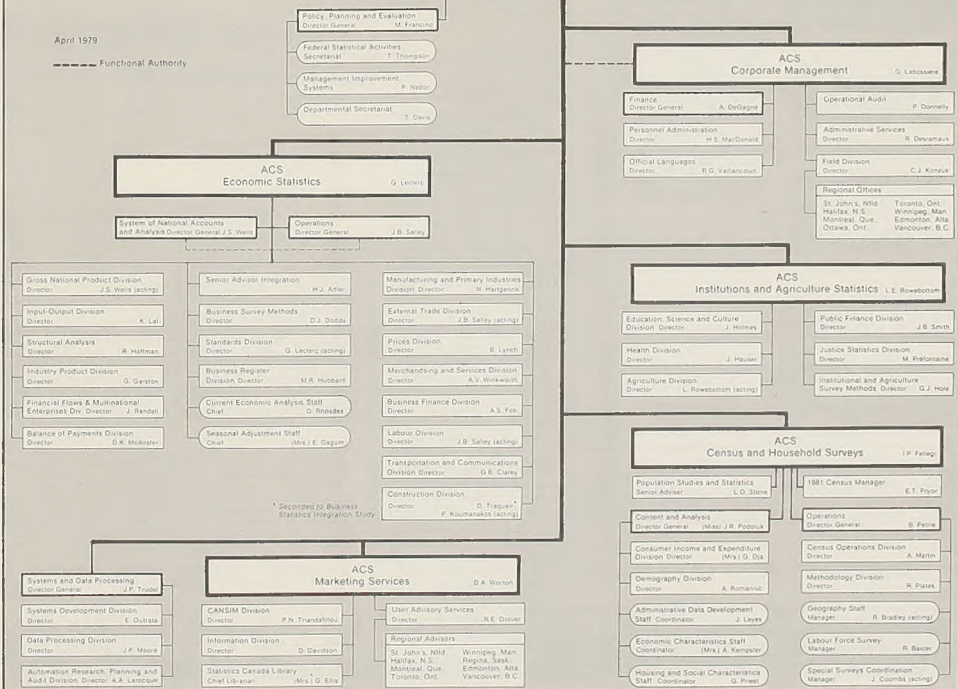 Policy, Planning and Evaluation
Director General M. Francino
April 1979
Functional Authority
Federal Statistical Activities
Secretariat T. Thompson
Management Improvement
Systems P. Nador
Departmental Secretariat
T. Davis
ACS
Corporate Management G. Labossière
Finance
Director General A. DeGagné
Personnel Administration
Director H.S. MacDonald
Official Languages
Director R.G. Vaillancourt
Operational Audit
P. Donnelly
Administrative Services
Director R. Desramaux
Field Division
Director C.J. Konzuk
Regional Offices
St. John's, Nfld. Toronto, Ont.
Halifax, N.S. Winnipeg, Man.
Montreal, Que. Edmonton, Alta.
Ottawa, Ont. Vancouver, B.C.
ACS
Economic Statistics G. Leclerc
System of National Accounts
and Analysis Director General J.S. Wells
Operations
Director General J.B. Salley
Gross National Product Division
Director J.S. Wells (acting)
Input-Output Division
Director K. Lal
Structural Analysis
Director R. Hoffman
Industry Product Division
Director G. Garston
Financial Flows & Multinational
Enterprises Div. Director J. Randall
Balance of Payments Division
Director D.K. McAlister
Senior Advisor Integration
H.J. Adler
Business Survey Methods
Director D.J. Dodds
Standards Division
Director G. Leclerc (acting)
Business Register
Division Director M.R. Hubbard
Current Economic Analysis Staff
Chief D. Rhoades
Seasonal Adjustment Staff
Chief (Mrs.) E. Dagum
Manufacturing and Primary Industries
Division Director N. Hartgerink
External Trade Division
Director J.B. Salley (acting)
Prices Division
Director B. Lynch
Merchandising and Services Division
Director A.V. Winkworth
Business Finance Division
Director A.S. Foti
Labour Division
Director J.B. Salley (acting)
Transportation and Communications
Division Director G.E. Clarey
Construction Division
Director D. Traquair*
P. Koumanakos (acting)
* Seconded to Business
Statistics Integration Study
ACS
Institutions and Agriculture Statistics L.E. Rowebottom
Education, Science and Culture
Division Director J. Holmes
Health Division
Director J. Hauser
Agriculture Division
Director L. Rowebottom (acting)
Public Finance Division
Director J.B. Smith
Justice Statistics Division
Director M. Préfontaine
Institutional and Agriculture
Survey Methods Director G.J. Hole
ACS
Census and Household Surveys I.P. Fellegi
Population Studies and Statistics
Senior Adviser L.O. Stone
1981 Census Manager
E.T. Pryor
Content and Analysis
Director General (Miss) J.R. Podoluk
Consumer Income and Expenditure
Division Director (Mrs.) G. Oja
Demography Division
Director A. Romaniuc
Administrative Data Development
Staff Coordinator J. Leyes
Economic Characteristics Staff
Coordinator (Mrs.) A. Kempster
Housing and Social Characteristics
Staff Coordinator G. Priest
Operations
Director General B. Petrie
Census Operations Division
Director A. Martin
Methodology Division
Director R. Platek
Geography Staff
Manager R. Bradley (acting)
Labour Force Survey
Manager R. Baxter
Special Surveys Coordination
Manager J. Coombs (acting)
Systems and Data Processing
Director General J.P. Trudel
Systems Development Division
Director E. Outrata
Data Processing Division
Director J.P. Moore
Automation Research, Planning and
Audit Division, Director A.A. Larocque
ACS
Marketing Services D.A. Worton
CANSIM Division
Director P.N. Triandafillou
Information Division
Director D. Davidson
Statistics Canada Library
Chief Librarian (Mrs.) G. Ellis
User Advisory Services
R.E. Drover
Regional Advisors
St. John's, Nfld Winnipeg, Man.
Halifax, N.S. Regina, Sask.
Montreal, Que. Edmonton, Alta
Toronto, Ont. Vancouver, B.C.